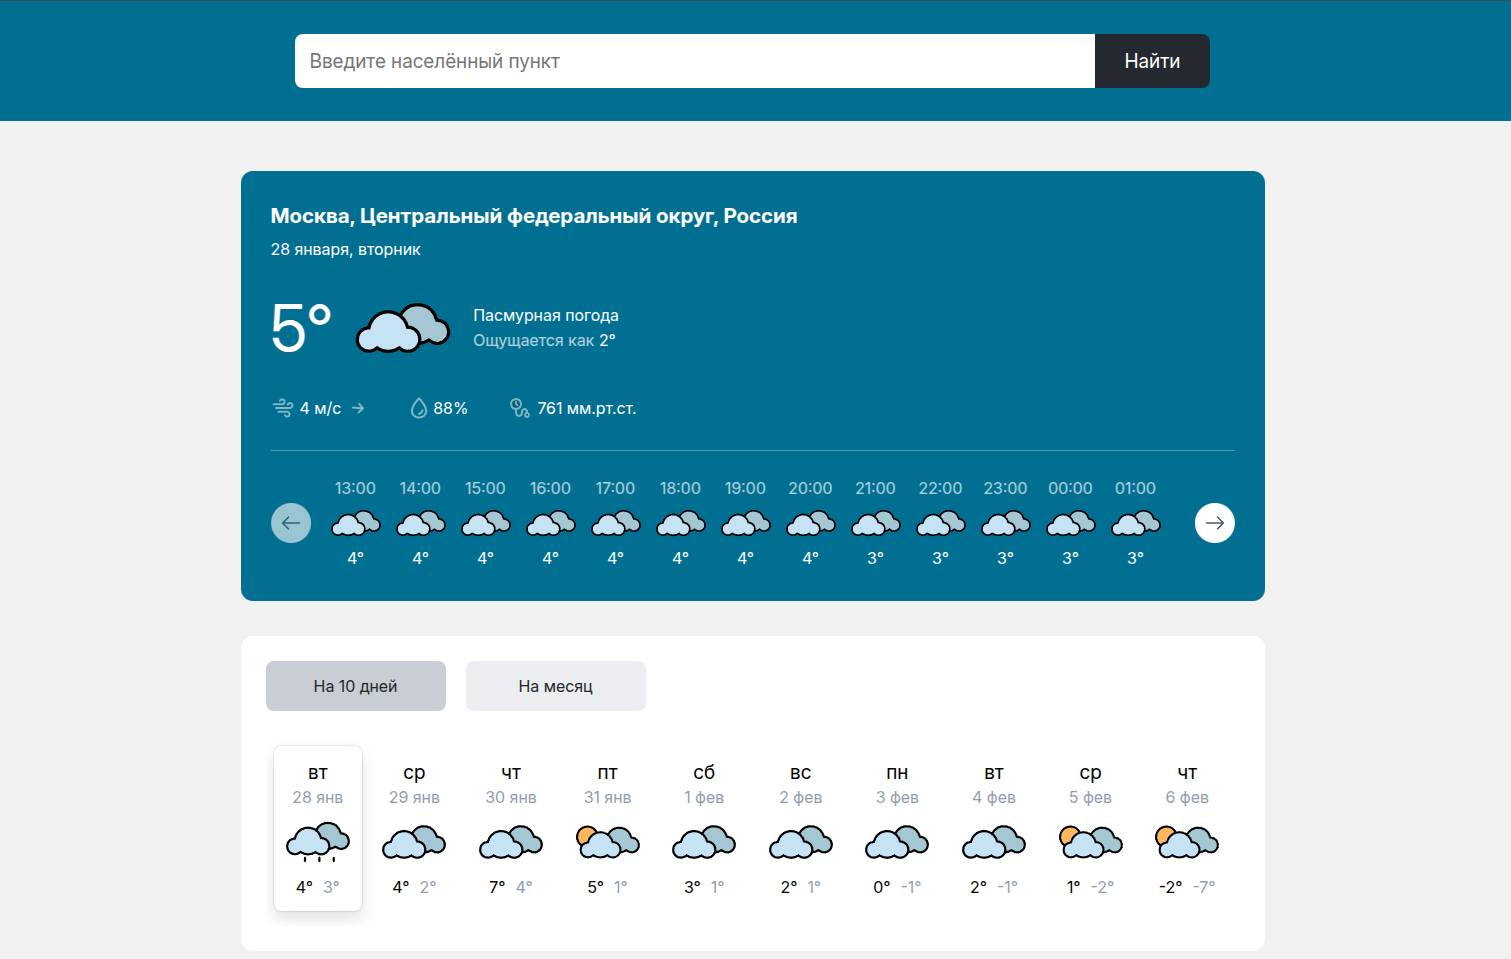 Введите населённый пункт Найти
Москва, Центральный федеральный округ, Россия
28 января, вторник
5°
Пасмурная погода
Ощущается как 2°
4 м/с 88% 761 мм.рт.ст.
13:00 14:00 15:00 16:00 17:00 18:00 19:00 20:00 21:00 22:00 23:00 00:00 01:00
4° 4° 4° 4° 4° 4° 4° 4° 3° 3° 3° 3° 3°
На 10 дней На месяц
вт ср чт пт сб вс пн вт ср чт
28 янв 29 янв 30 янв 31 янв 1 фев 2 фев 3 фев 4 фев 5 фев 6 фев
4° 3° 4° 2° 7° 4° 5° 1° 3° 1° 2° 1° 0° -1° 2° -1° 1° -2° -2° -7°